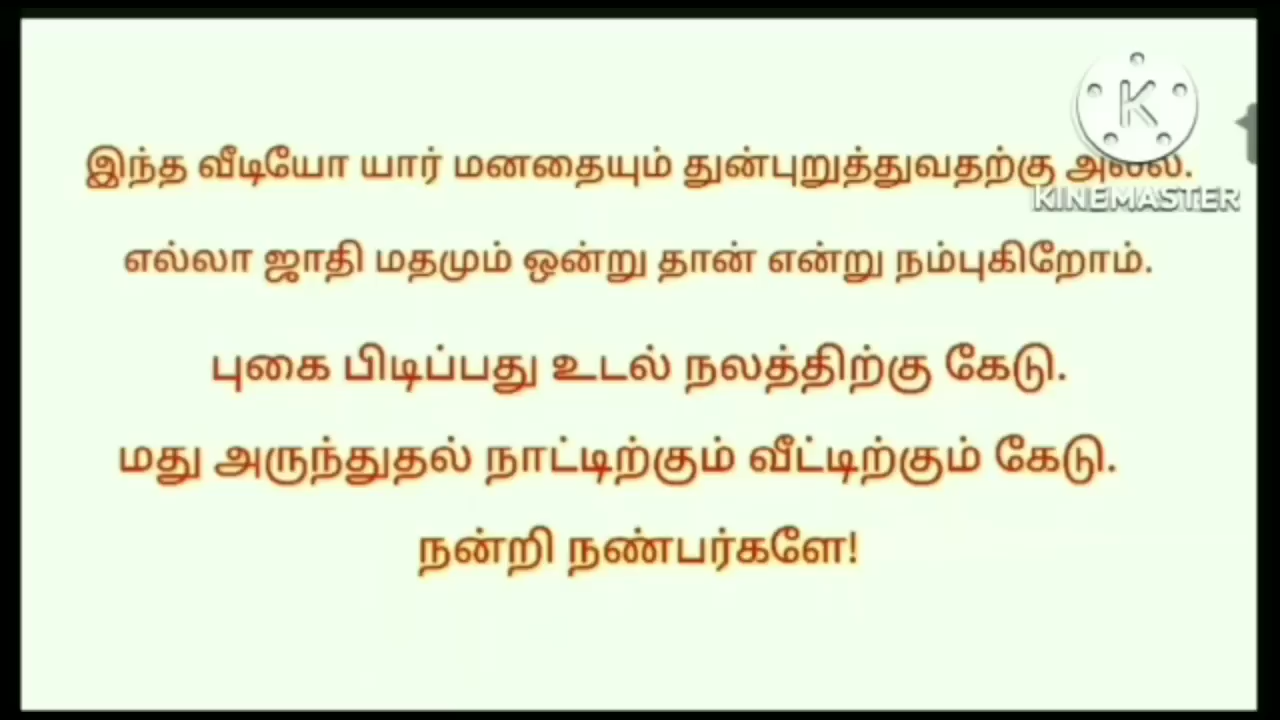 இந்த வீடியோ யார் மனதையும் துன்புறுத்துவதற்கு அல்ல.
KINEMASTER
எல்லா ஜாதி மதமும் ஒன்று தான் என்று நம்புகிறோம்.
புகை பிடிப்பது உடல் நலத்திற்கு கேடு.
மது அருந்துதல் நாட்டிற்கும் வீட்டிற்கும் கேடு.
நன்றி நண்பர்களே!